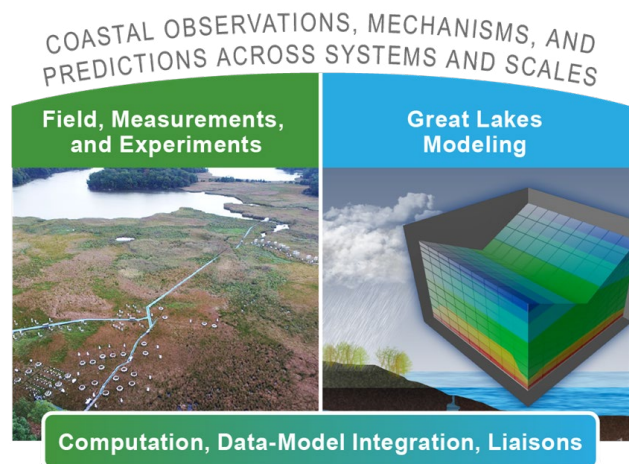 COASTAL OBSERVATIONS, MECHANISMS, AND
PREDICTIONS ACROSS SYSTEMS AND SCALES
Field, Measurements,
and Experiments
Great Lakes
Modeling
Computation, Data-Model Integration, Liaisons